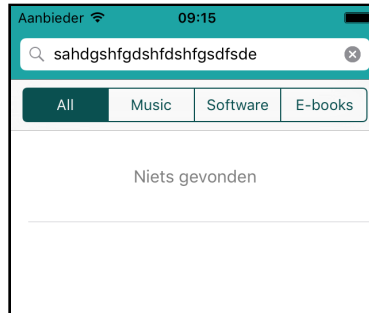 Aanbieder 09:15
sahdgshfgdshfdshfgsdfsde
All Music Software E-books
Niets gevonden